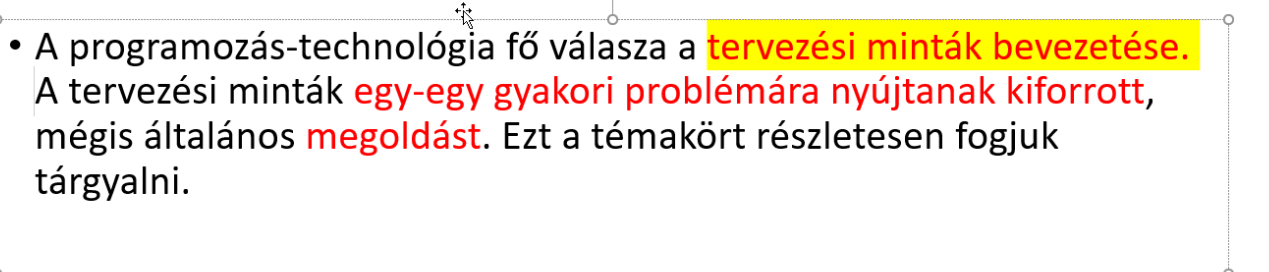 • A programozás-technológia fő válasza a tervezési minták bevezetése.
A tervezési minták egy-egy gyakori problémára nyújtanak kiforrott,
mégis általános megoldást. Ezt a témakört részletesen fogjuk
tárgyalni.